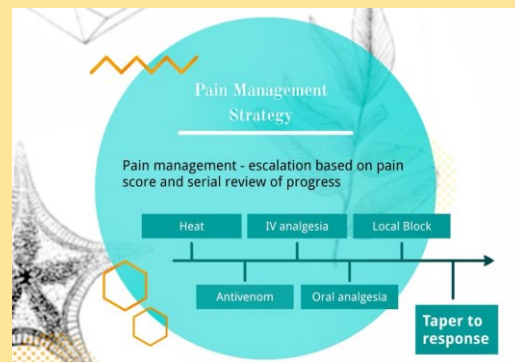 Pain Management
Strategy
Pain management - escalation based on pain
score and serial review of progress
Heat
IV analgesia
Local Block
Antivenom
Oral analgesia
Taper to
response